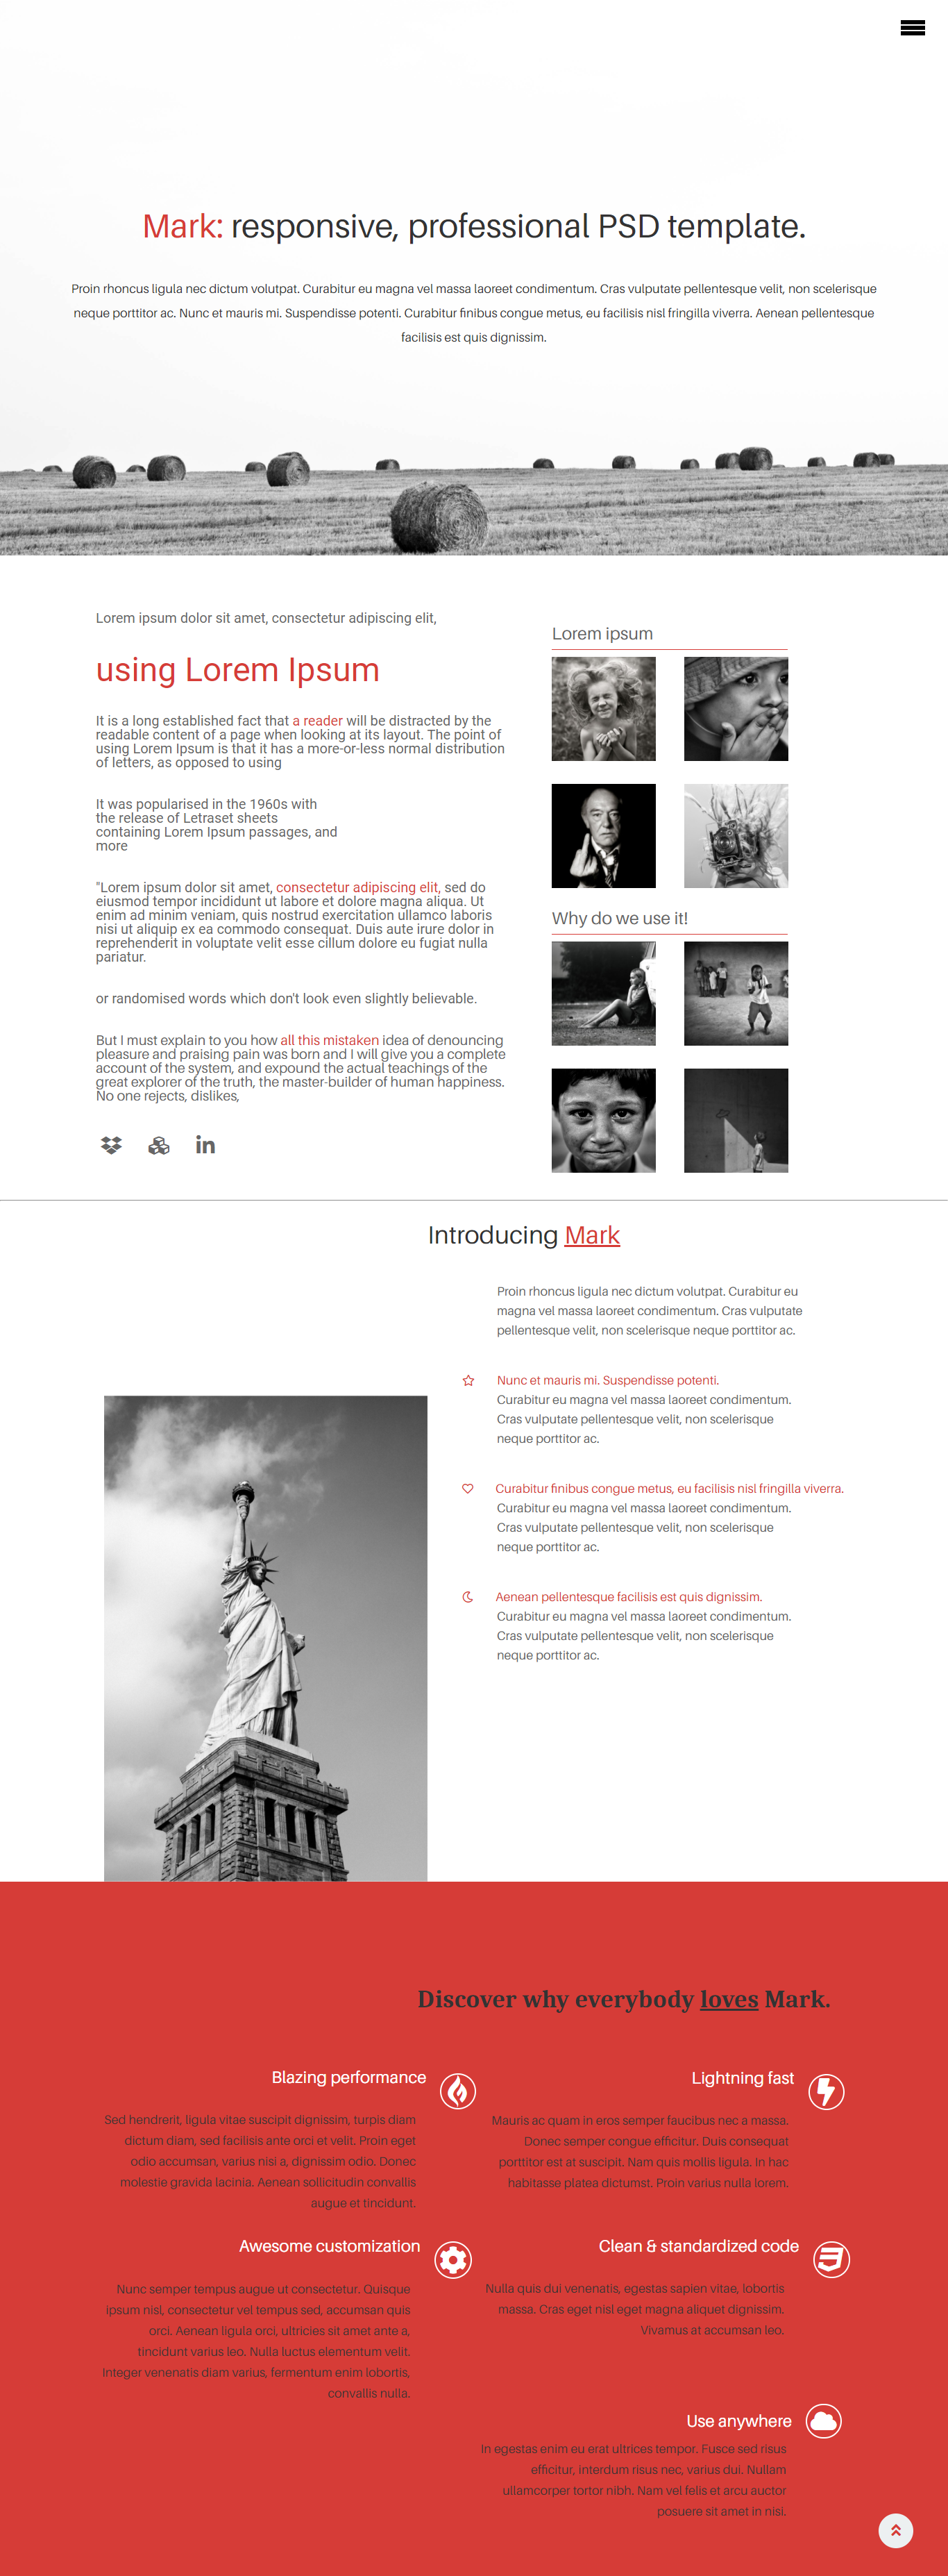 Mark: responsive, professional PSD template.
Proin rhoncus ligula nec dictum volutpat. Curabitur eu magna vel massa laoreet condimentum. Cras vulputate pellentesque velit, non scelerisque
neque porttitor ac. Nunc et mauris mi. Suspendisse potenti. Curabitur finibus congue metus, eu facilisis nisl fringilla viverra. Aenean pellentesque
facilisis est quis dignissim.
Lorem ipsum dolor sit amet, consectetur adipiscing elit,
using Lorem Ipsum
It is a long established fact that a reader will be distracted by the
readable content of a page when looking at its layout. The point of
using Lorem Ipsum is that it has a more-or-less normal distribution
of letters, as opposed to using
It was popularised in the 1960s with
the release of Letraset sheets
containing Lorem Ipsum passages, and
more
"Lorem ipsum dolor sit amet, consectetur adipiscing elit, sed do
eiusmod tempor incididunt ut labore et dolore magna aliqua. Ut
enim ad minim veniam, quis nostrud exercitation ullamco laboris
nisi ut aliquip ex ea commodo consequat. Duis aute irure dolor in
reprehenderit in voluptate velit esse cillum dolore eu fugiat nulla
pariatur.
or randomised words which don't look even slightly believable.
But I must explain to you how all this mistaken idea of denouncing
pleasure and praising pain was born and I will give you a complete
account of the system, and expound the actual teachings of the
great explorer of the truth, the master-builder of human happiness.
No one rejects, dislikes,
Lorem ipsum
Why do we use it!
Introducing Mark
Proin rhoncus ligula nec dictum volutpat. Curabitur eu
magna vel massa laoreet condimentum. Cras vulputate
pellentesque velit, non scelerisque neque porttitor ac.
Nunc et mauris mi. Suspendisse potenti.
Curabitur eu magna vel massa laoreet condimentum.
Cras vulputate pellentesque velit, non scelerisque
neque porttitor ac.
Curabitur finibus congue metus, eu facilisis nisl fringilla viverra.
Curabitur eu magna vel massa laoreet condimentum.
Cras vulputate pellentesque velit, non scelerisque
neque porttitor ac.
Aenean pellentesque facilisis est quis dignissim.
Curabitur eu magna vel massa laoreet condimentum.
Cras vulputate pellentesque velit, non scelerisque
neque porttitor ac.
Discover why everybody loves Mark.
Blazing performance
Sed hendrerit, ligula vitae suscipit dignissim, turpis diam
dictum diam, sed facilisis ante orci et velit. Proin eget
odio accumsan, varius nisi a, dignissim odio. Donec
molestie gravida lacinia. Aenean sollicitudin convallis
augue et tincidunt.
Lightning fast
Mauris ac quam in eros semper faucibus nec a massa.
Donec semper congue efficitur. Duis consequat
porttitor est at suscipit. Nam quis mollis ligula. In hac
habitasse platea dictumst. Proin varius nulla lorem.
Awesome customization
Nunc semper tempus augue ut consectetur. Quisque
ipsum nisl, consectetur vel tempus sed, accumsan quis
orci. Aenean ligula orci, ultricies sit amet ante a,
tincidunt varius leo. Nulla luctus elementum velit.
Integer venenatis diam varius, fermentum enim lobortis,
convallis nulla.
Clean & standardized code
Nulla quis dui venenatis, egestas sapien vitae, lobortis
massa. Cras eget nisl eget magna aliquet dignissim.
Vivamus at accumsan leo.
Use anywhere
In egestas enim eu erat ultrices tempor. Fusce sed risus
efficitur, interdum risus nec, varius dui. Nullam
ullamcorper tortor nibh. Nam vel felis et arcu auctor
posuere sit amet in nisi.